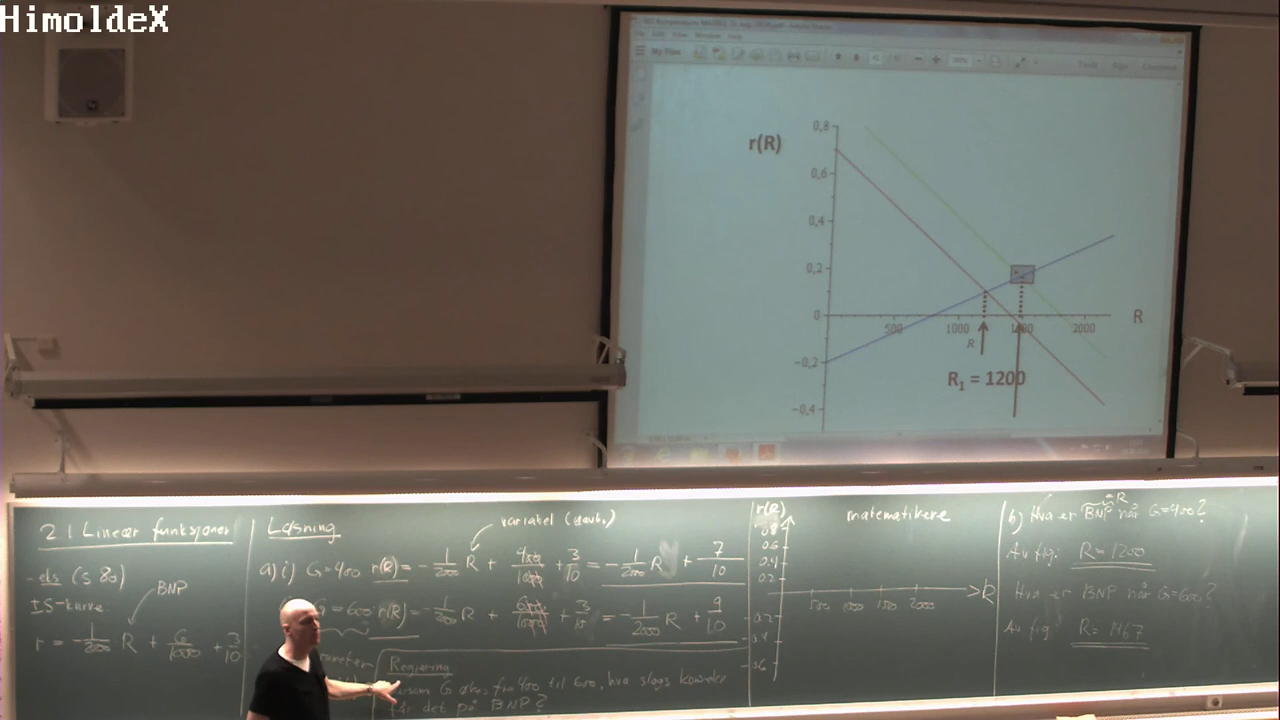 HimoldeX
My Files
r(R)
0,8
0,6
0,4
0,2
0
−0,2
−0,4
500
1000
2000
R
R
R₁ = 1200
2.1 Lineær funksjoner
- eks (s 80)
IS-kurve
BNP
r = -1/2000 R + G/1000 + 3/10
Løsning
variabel
a) i) G=400 r(R) = -1/2000 R + 400/1000 + 3/10 = -1/2000 R + 7/10
G=600: r(R) = -1/2000 R + 600/1000 + 3/10 = -1/2000 R + 9/10
Regjering
G økes fra 400 til 600, hva slags
får det på BNP?
r(R)
0.8
0.6
0.4
0.2
0.2
0.4
0.6
500 1000 1500 2000
R
matematikere
b) Hva er BNP når G=400?
= R
Av fig: R=1200
Hva er BNP når G=600?
Av fig R=1467